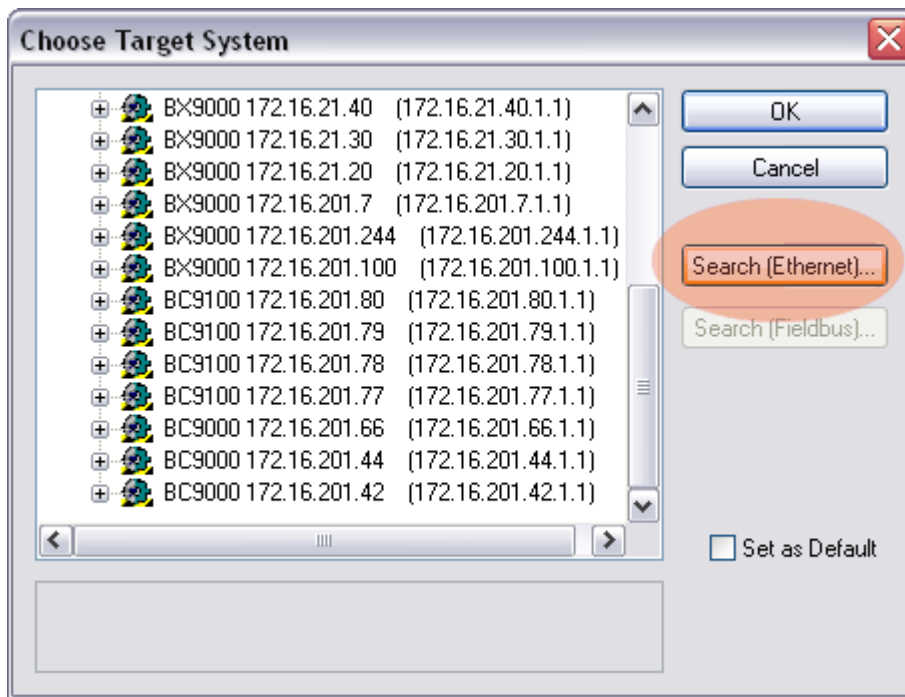 Choose Target System
BX9000 172.16.21.40 (172.16.21.40.1.1)
BX9000 172.16.21.30 (172.16.21.30.1.1)
BX9000 172.16.21.20 (172.16.21.20.1.1)
BX9000 172.16.201.7 (172.16.201.7.1.1)
BX9000 172.16.201.244 (172.16.201.244.1.1)
BX9000 172.16.201.100 (172.16.201.100.1.1)
BC9100 172.16.201.80 (172.16.201.80.1.1)
BC9100 172.16.201.79 (172.16.201.79.1.1)
BC9100 172.16.201.78 (172.16.201.78.1.1)
BC9100 172.16.201.77 (172.16.201.77.1.1)
BC9000 172.16.201.66 (172.16.201.66.1.1)
BC9000 172.16.201.44 (172.16.201.44.1.1)
BC9000 172.16.201.42 (172.16.201.42.1.1)
OK
Cancel
Search (Ethernet)...
Search (Fieldbus)...
Set as Default